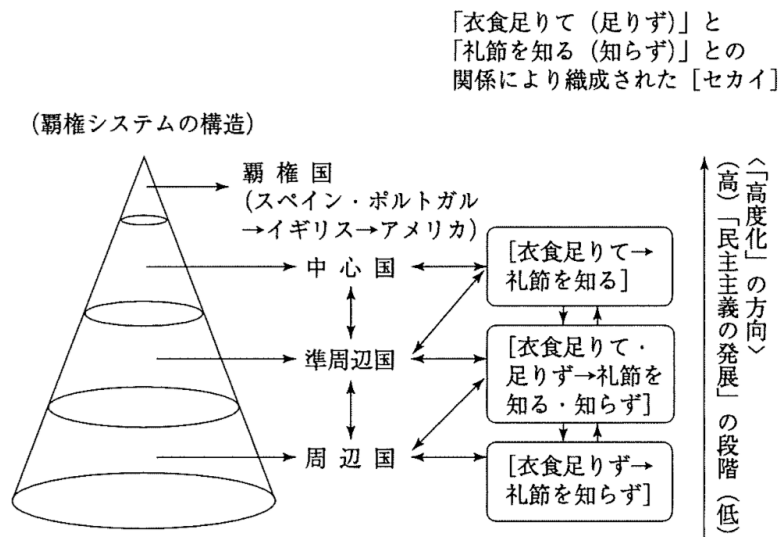 「衣食足りて（足りず）」と
「礼節を知る（知らず）」との
関係により織成された［セカイ］
（覇権システムの構造）
覇権国
（スペイン・ポルトガル
→イギリス→アメリカ）
中心国
準周辺国
周辺国
［衣食足りて→
礼節を知る］
［衣食足りて・
足りず→礼節を
知る・知らず］
［衣食足りず→
礼節を知らず］
〈「高度化」の方向〉
（高）「民主主義の発展」の段階（低）